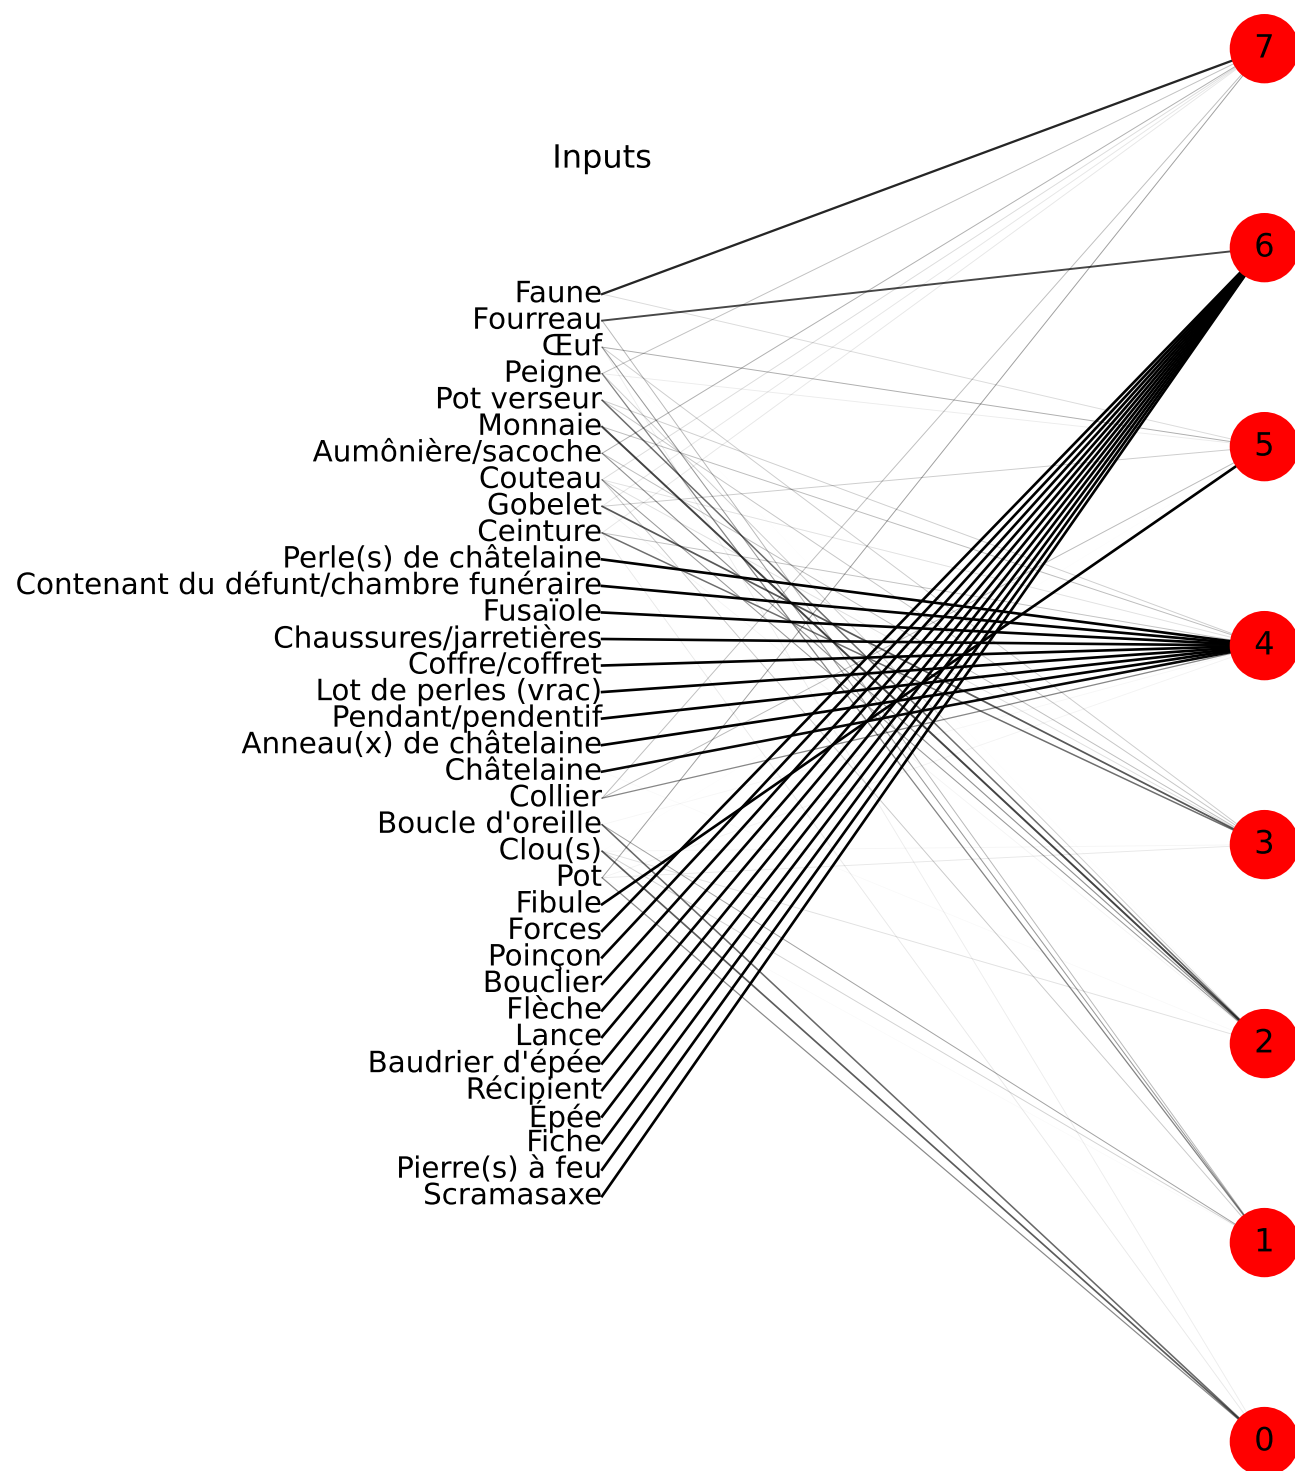 7
Inputs
6
Faune
Fourreau
Œuf
Peigne
Pot verseur
Monnaie
5
Aumônière/sacoche
Couteau
Gobelet
Ceinture
Perle(s) de châtelaine
Contenant du défunt/chambre funéraire
Fusaïole
Chaussures/jarretières
4
Coffre/coffret
Lot de perles (vrac)
Pendant/pendentif
Anneau(x) de châtelaine
Châtelaine
Collier
Boucle d'oreille
3
Clou(s)
Pot
Fibule
Forces
Poinçon
Bouclier
Flèche
Lance
2
Baudrier d'épée
Récipient
Épée
Fiche
Pierre(s) à feu
Scramasaxe
1
0